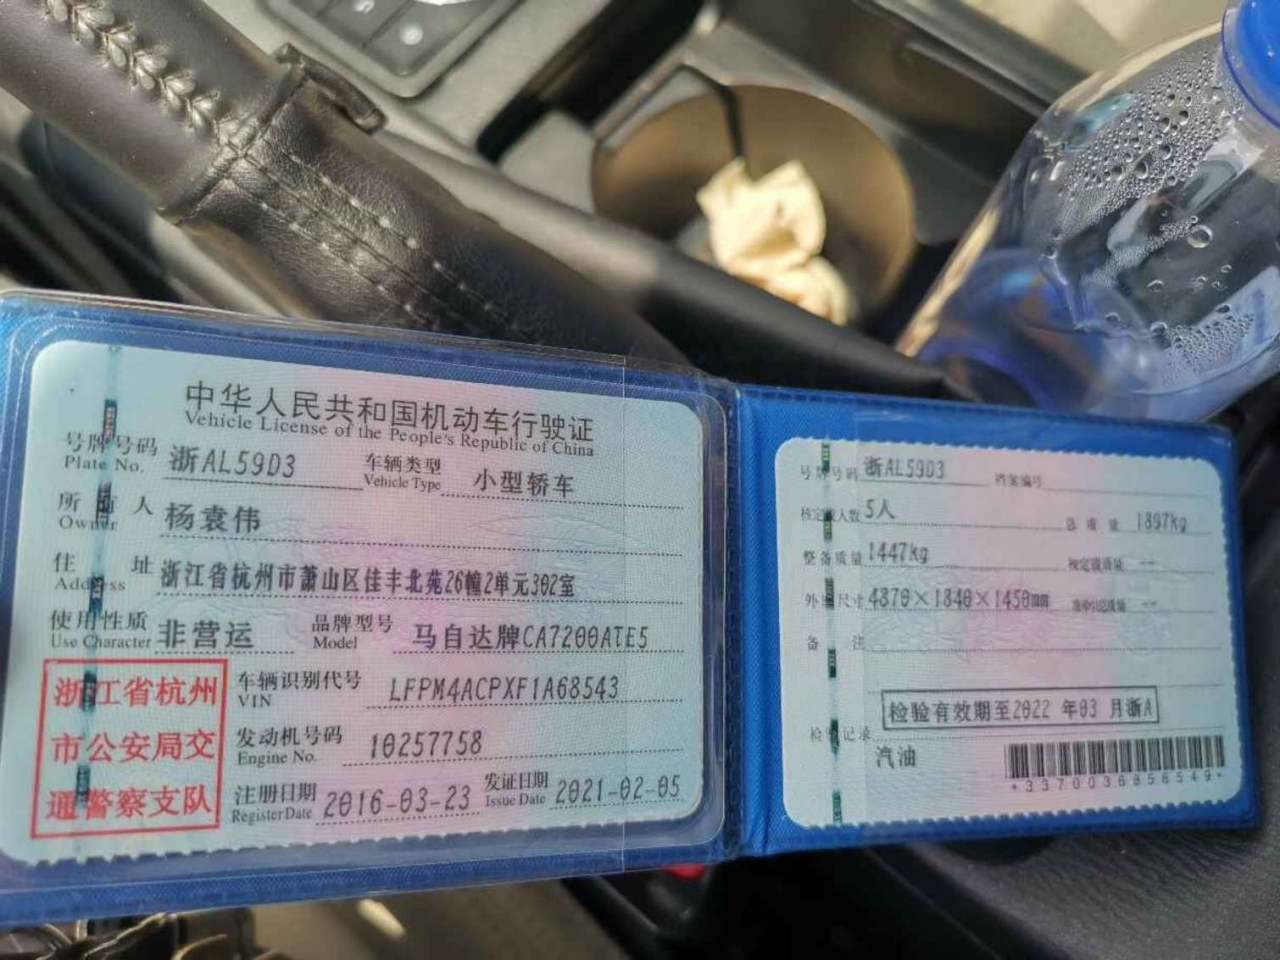 中华人民共和国机动车行驶证
Vehicle License of the People's Republic of China
号牌号码 浙AL59D3 车辆类型 小型轿车
Plate No. Vehicle Type
所有人 杨袁伟
Owner
住址 浙江省杭州市萧山区佳丰北苑26幢2单元302室
Address
使用性质 非营运 品牌型号 马自达牌CA7200ATE5
Use Character Model
浙江省杭州
市公安局交
通警察支队
车辆识别代号 LFPM4ACPXF1A68543
VIN
发动机号码 10257758
Engine No.
注册日期 2016-03-23 发证日期 2021-02-05
Register Date Issue Date
号牌号码 浙AL59D3 档案编号
核定载人数 5人 总质量 1897kg
整备质量 1447kg 核定载质量 --
外廓尺寸 4870×1840×1450mm 准牵引总质量 --
备注
检验有效期至2022年03月浙A
检验记录
汽油
*3370036856549*